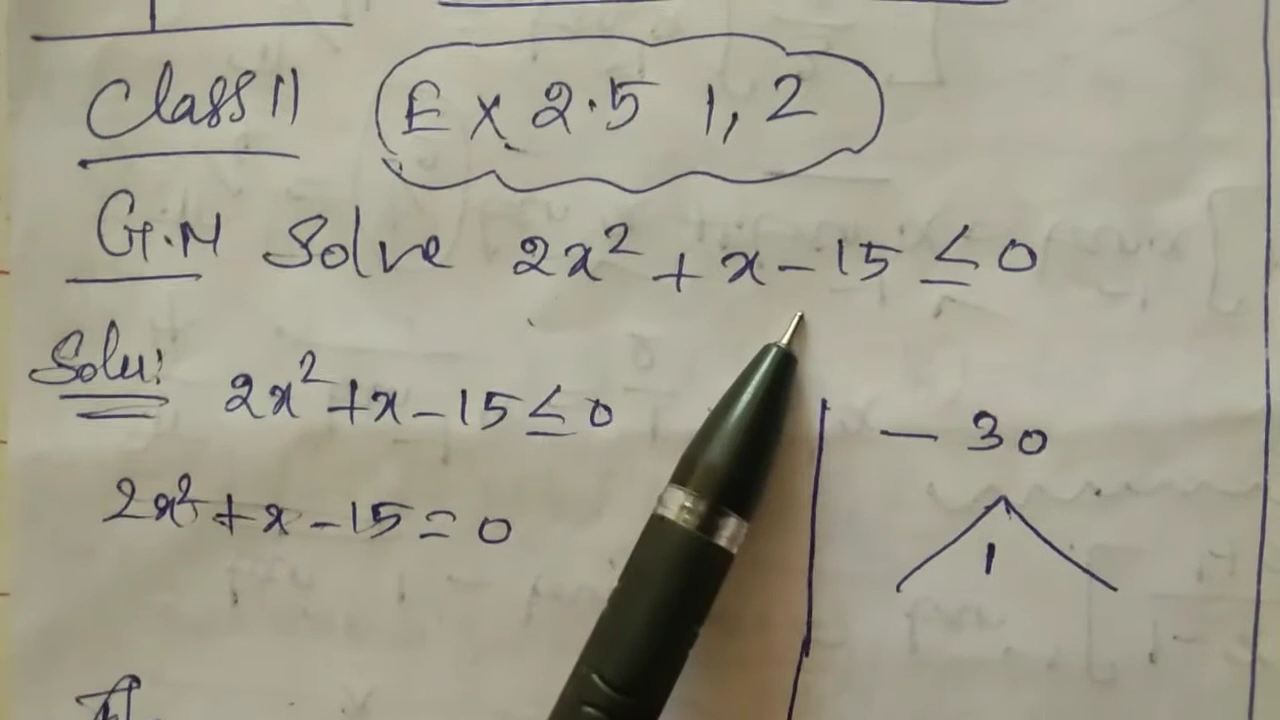 Class 11
Ex 2.5 1, 2
G.M Solve 2x² + x - 15 ≤ 0
Solu:
2x² + x - 15 ≤ 0
2x² + x - 15 = 0
- 30
1